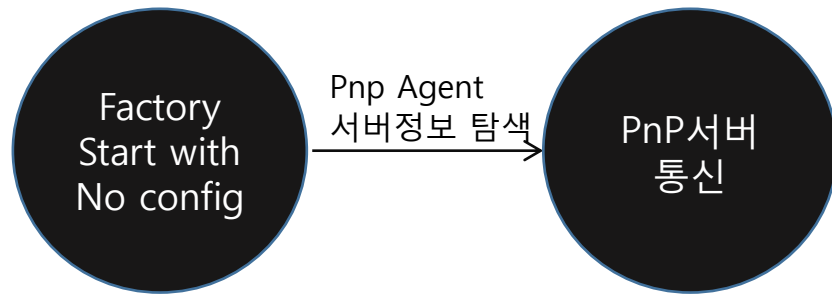 Factory
Start with
No config
Pnp Agent
서버정보 탐색
PnP서버
통신